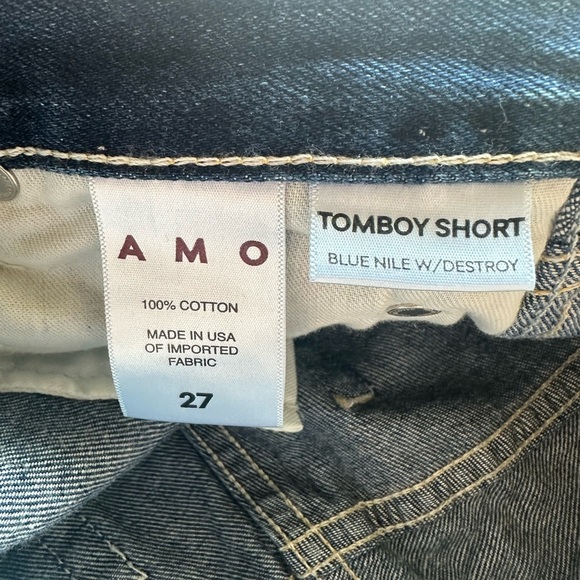 AMO
100% COTTON
MADE IN USA
OF IMPORTED
FABRIC
27
TOMBOY SHORT
BLUE NILE W/DESTROY